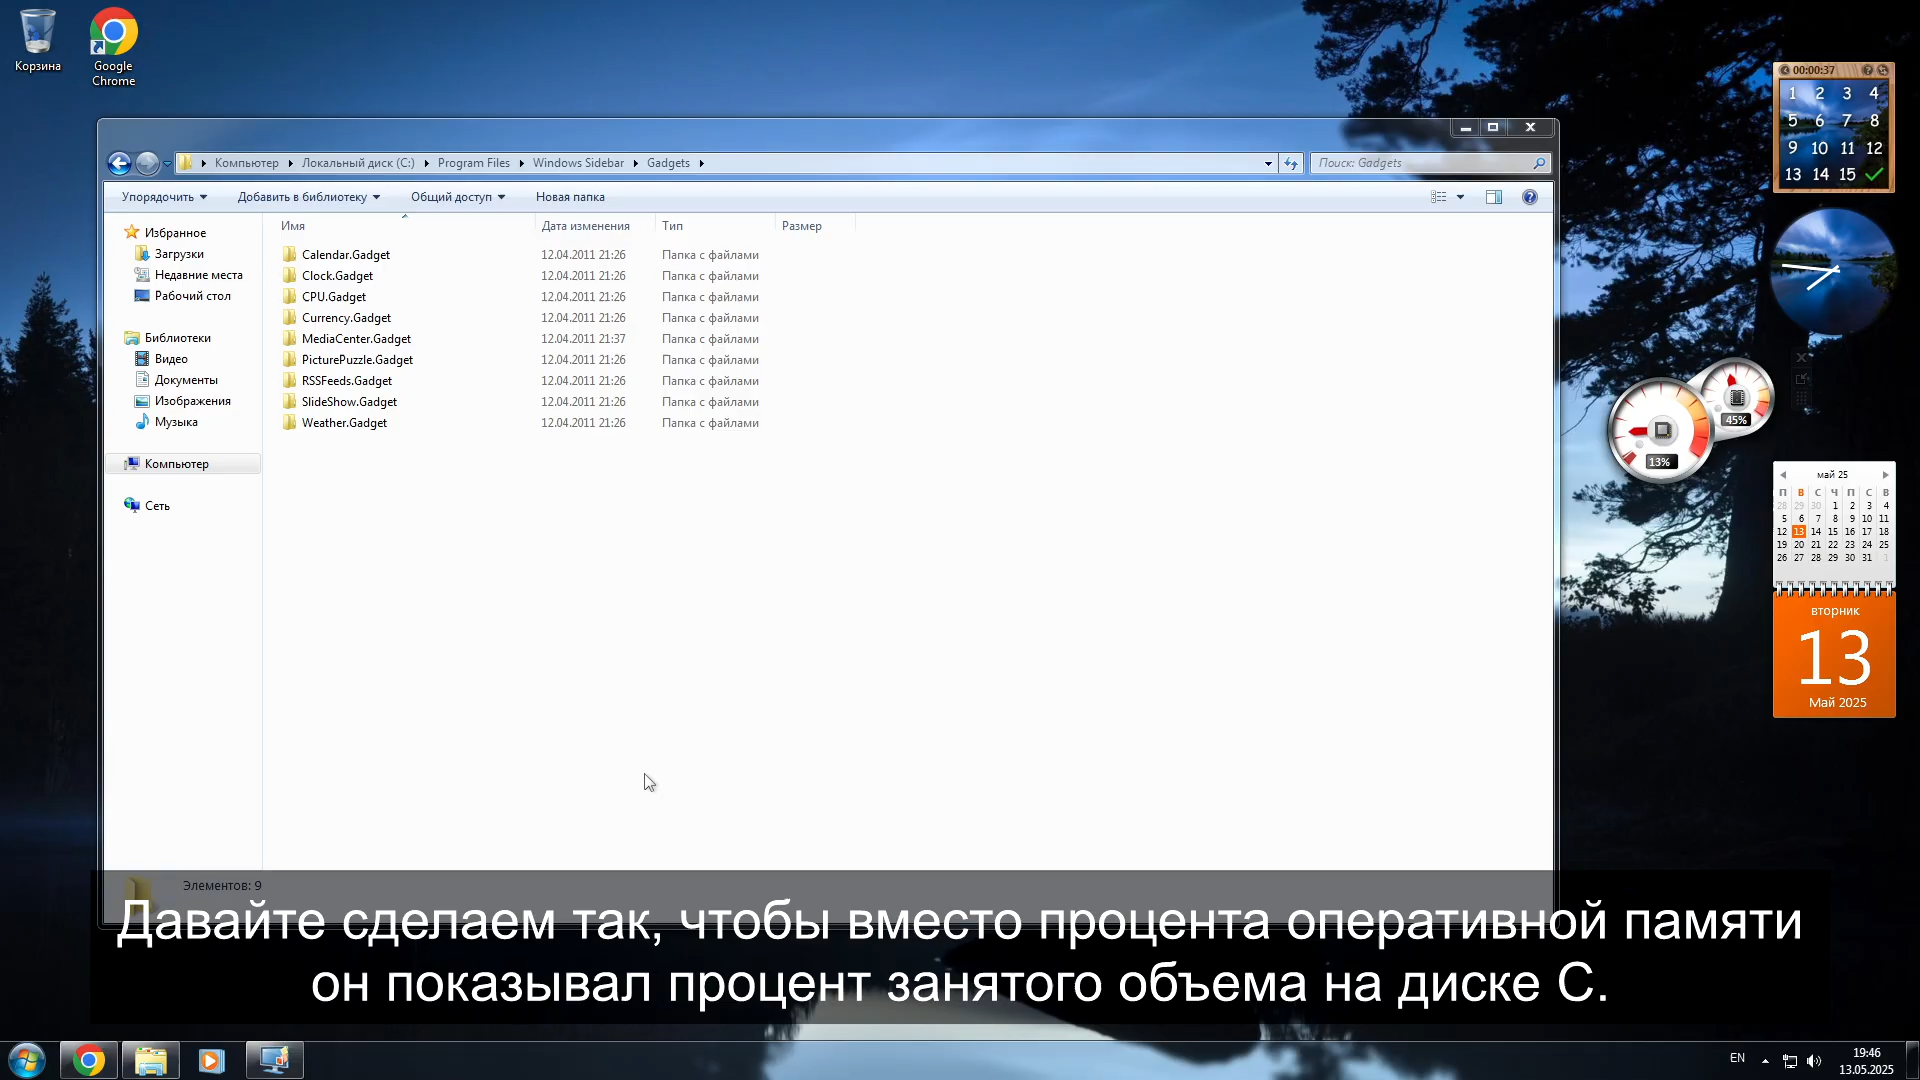 Корзина
Google Chrome
Компьютер
Локальный диск (C:)
Program Files
Windows Sidebar
Gadgets
Поиск: Gadgets
Упорядочить
Добавить в библиотеку
Общий доступ
Новая папка
Избранное
Загрузки
Недавние места
Рабочий стол
Библиотеки
Видео
Документы
Изображения
Музыка
Компьютер
Сеть
Имя Дата изменения Тип Размер
Calendar.Gadget 12.04.2011 21:26 Папка с файлами
Clock.Gadget 12.04.2011 21:26 Папка с файлами
CPU.Gadget 12.04.2011 21:26 Папка с файлами
Currency.Gadget 12.04.2011 21:26 Папка с файлами
MediaCenter.Gadget 12.04.2011 21:37 Папка с файлами
PicturePuzzle.Gadget 12.04.2011 21:26 Папка с файлами
RSSFeeds.Gadget 12.04.2011 21:26 Папка с файлами
SlideShow.Gadget 12.04.2011 21:26 Папка с файлами
Weather.Gadget 12.04.2011 21:26 Папка с файлами
Элементов: 9
00:00:37
1 2 3 4
5 6 7 8
9 10 11 12
13 14 15
45%
13%
май 25
П В С Ч П С В
28 29 30 1 2 3 4
5 6 7 8 9 10 11
12 13 14 15 16 17 18
19 20 21 22 23 24 25
26 27 28 29 30 31 1
вторник
13
Май 2025
Давайте сделаем так, чтобы вместо процента оперативной памяти
он показывал процент занятого объема на диске С.
EN
19:46
13.05.2025